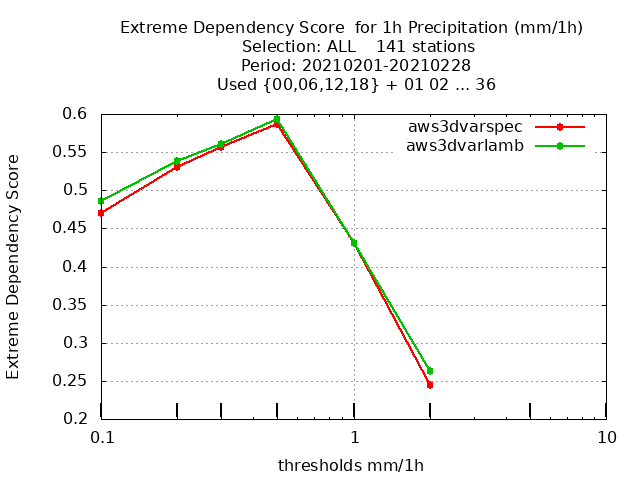 Extreme Dependency Score  for 1h Precipitation (mm/1h)
Selection: ALL    141 stations
Period: 20210201-20210228
Used {00,06,12,18} + 01 02 ... 36
aws3dvarspec
aws3dvarlamb
Extreme Dependency Score
0.6
0.55
0.5
0.45
0.4
0.35
0.3
0.25
0.2
0.1
1
10
thresholds mm/1h